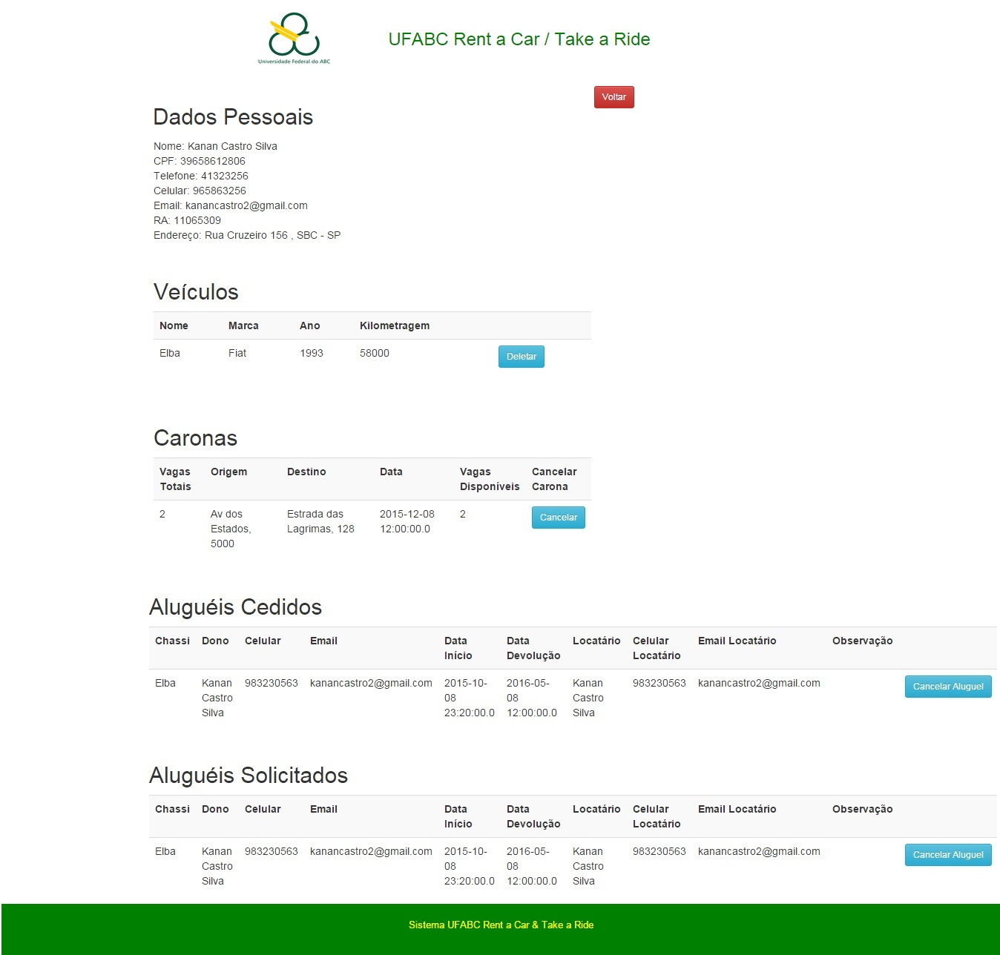 Universidade Federal do ABC
UFABC Rent a Car / Take a Ride
Voltar
Dados Pessoais
Nome: Kanan Castro Silva
CPF: 39658612806
Telefone: 41323256
Celular: 965863256
Email: kanancastro2@gmail.com
RA: 11065309
Endereço: Rua Cruzeiro 156 , SBC - SP
Veículos
Nome Marca Ano Kilometragem
Elba Fiat 1993 58000 Deletar
Caronas
Vagas Origem Destino Data Vagas Cancelar
Totais Disponíveis Carona
2 Av dos Estrada das 2015-12-08 2 Cancelar
Estados, Lagrimas, 128 12:00:00.0
5000
Aluguéis Cedidos
Chassi Dono Celular Email Data Data Locatário Celular Email Locatário Observação
Início Devolução Locatário
Elba Kanan 983230563 kanancastro2@gmail.com 2015-10- 2016-05- Kanan 983230563 kanancastro2@gmail.com Cancelar Aluguel
Castro 08 08 Castro
Silva 23:20:00.0 12:00:00.0 Silva
Aluguéis Solicitados
Chassi Dono Celular Email Data Data Locatário Celular Email Locatário Observação
Início Devolução Locatário
Elba Kanan 983230563 kanancastro2@gmail.com 2015-10- 2016-05- Kanan 983230563 kanancastro2@gmail.com Cancelar Aluguel
Castro 08 08 Castro
Silva 23:20:00.0 12:00:00.0 Silva
Sistema UFABC Rent a Car & Take a Ride